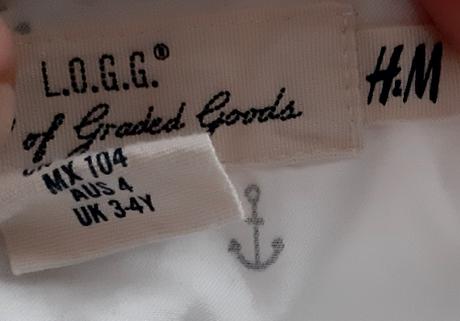 L.O.G.G.®
of Graded Goods
H&M
MX 104
AUS 4
UK 3-4Y